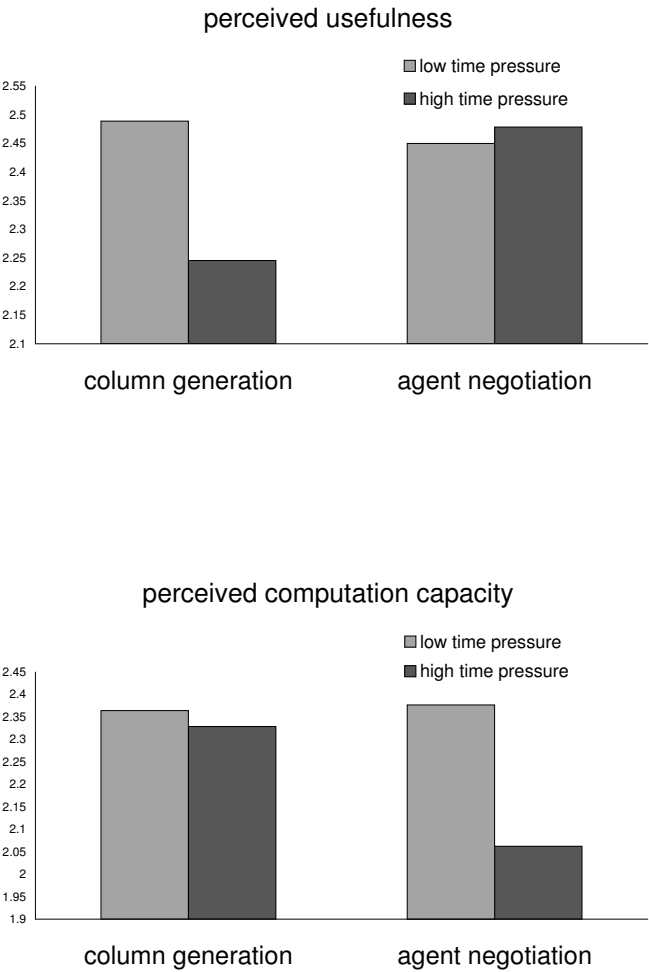 perceived usefulness
low time pressure
high time pressure
2.55
2.5
2.45
2.4
2.35
2.3
2.25
2.2
2.15
2.1
column generation
agent negotiation
perceived computation capacity
low time pressure
high time pressure
2.45
2.4
2.35
2.3
2.25
2.2
2.15
2.1
2.05
2
1.95
1.9
column generation
agent negotiation